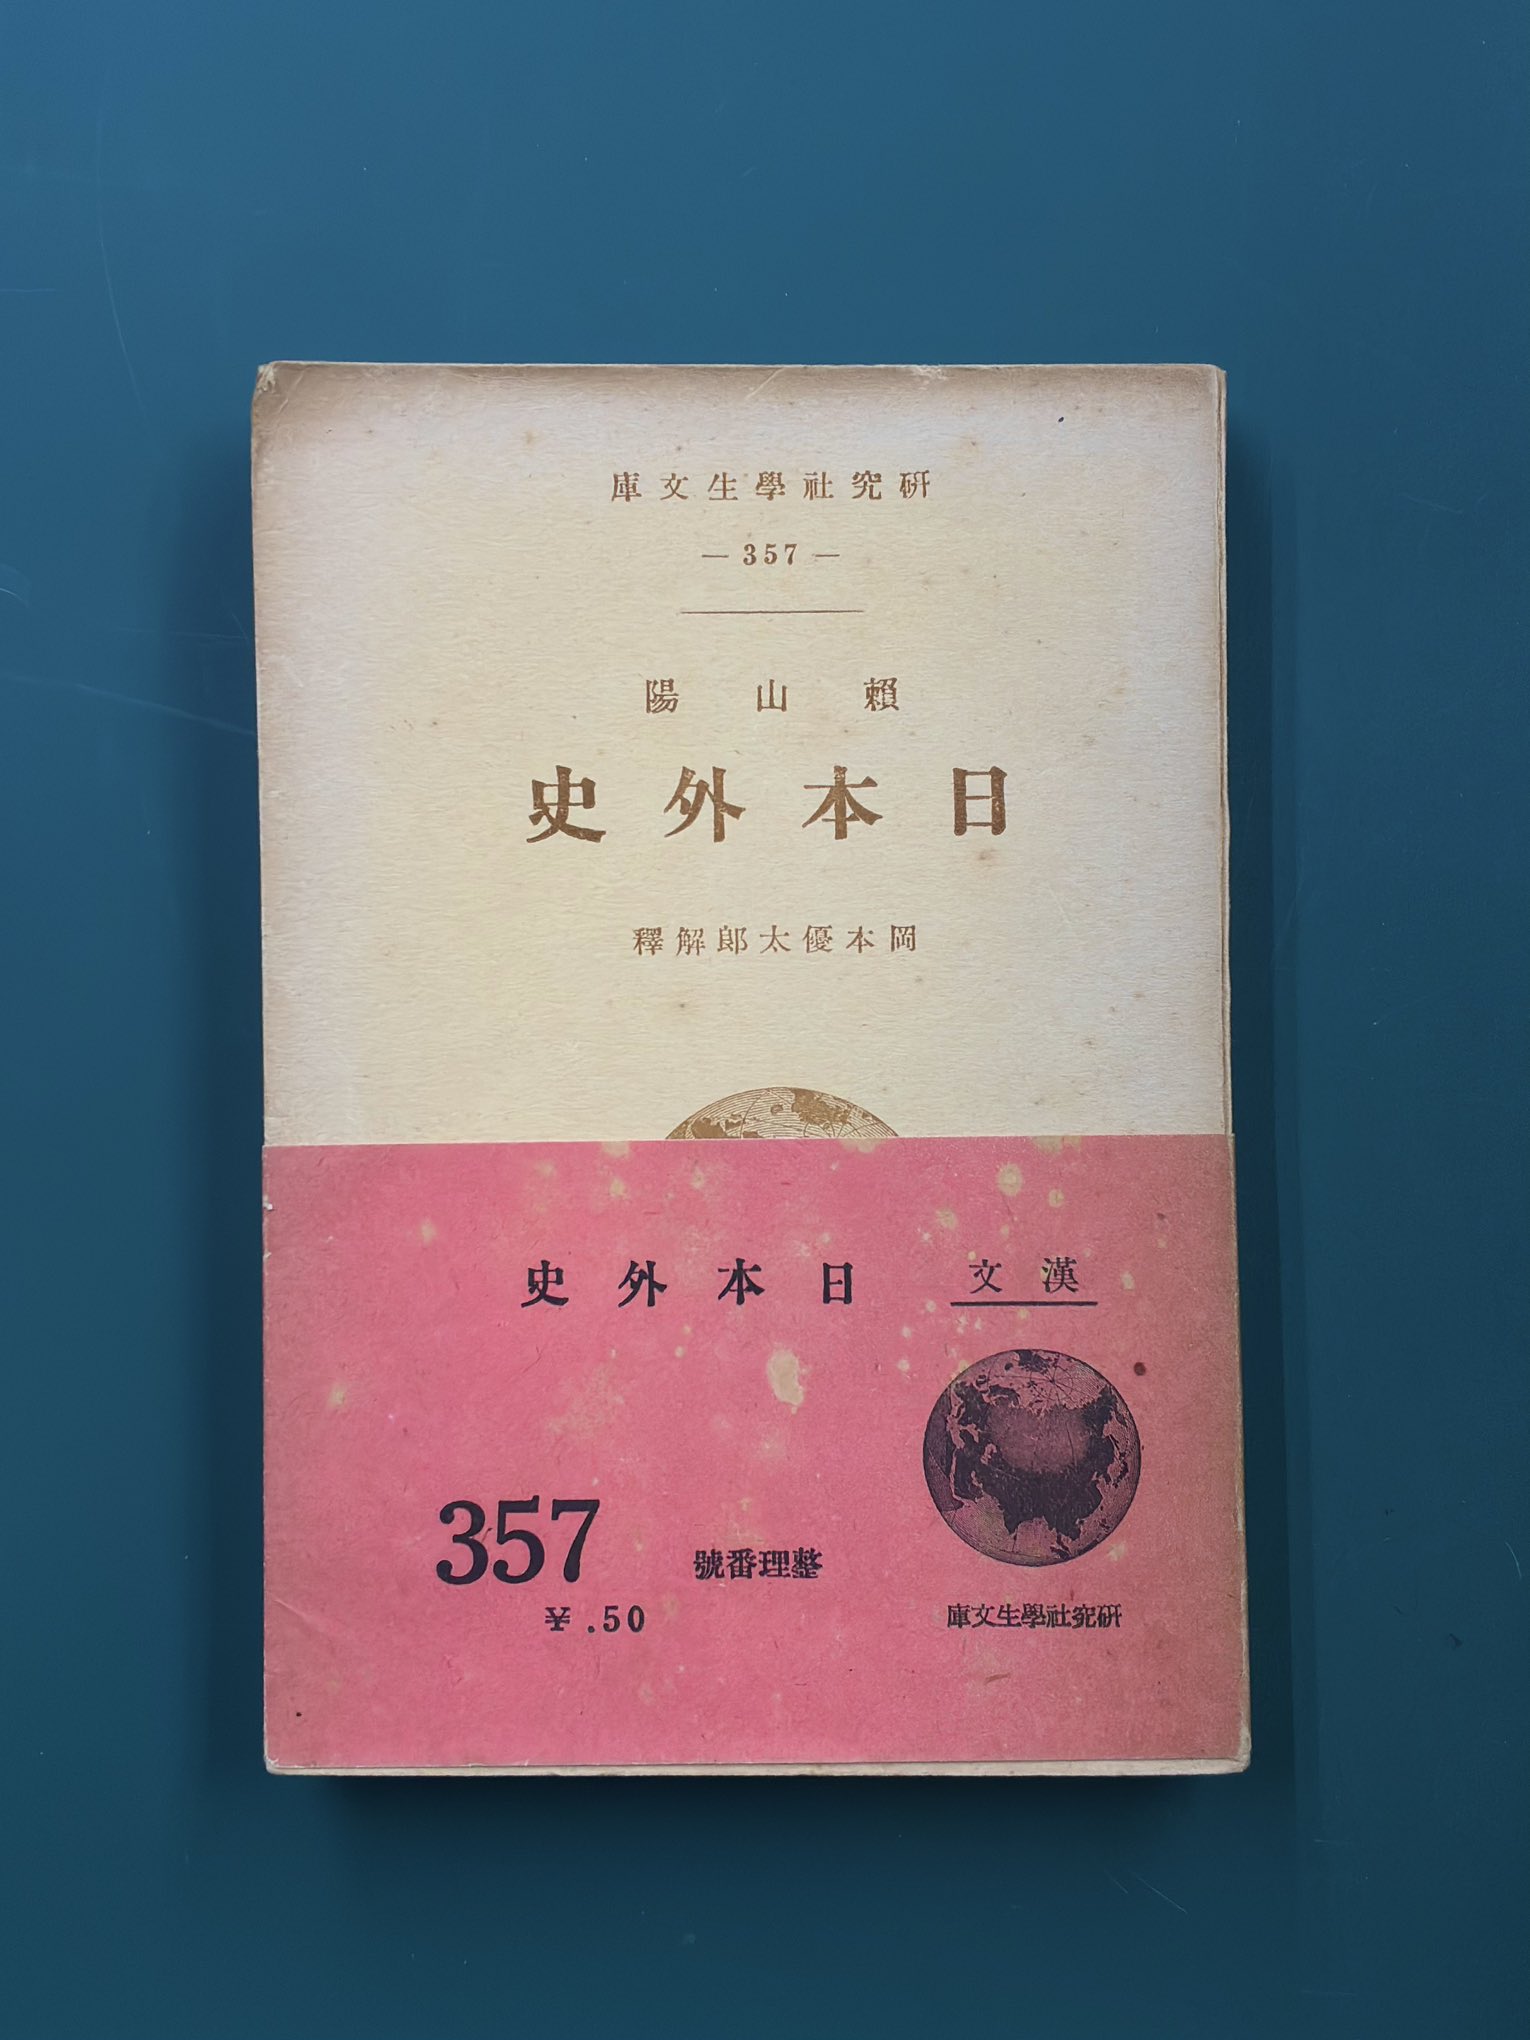 研究社學生文庫
— 357 —
賴山陽
日本外史
岡本優太郎解釋
漢文
日本外史
整理番號
357
¥ .50
研究社學生文庫